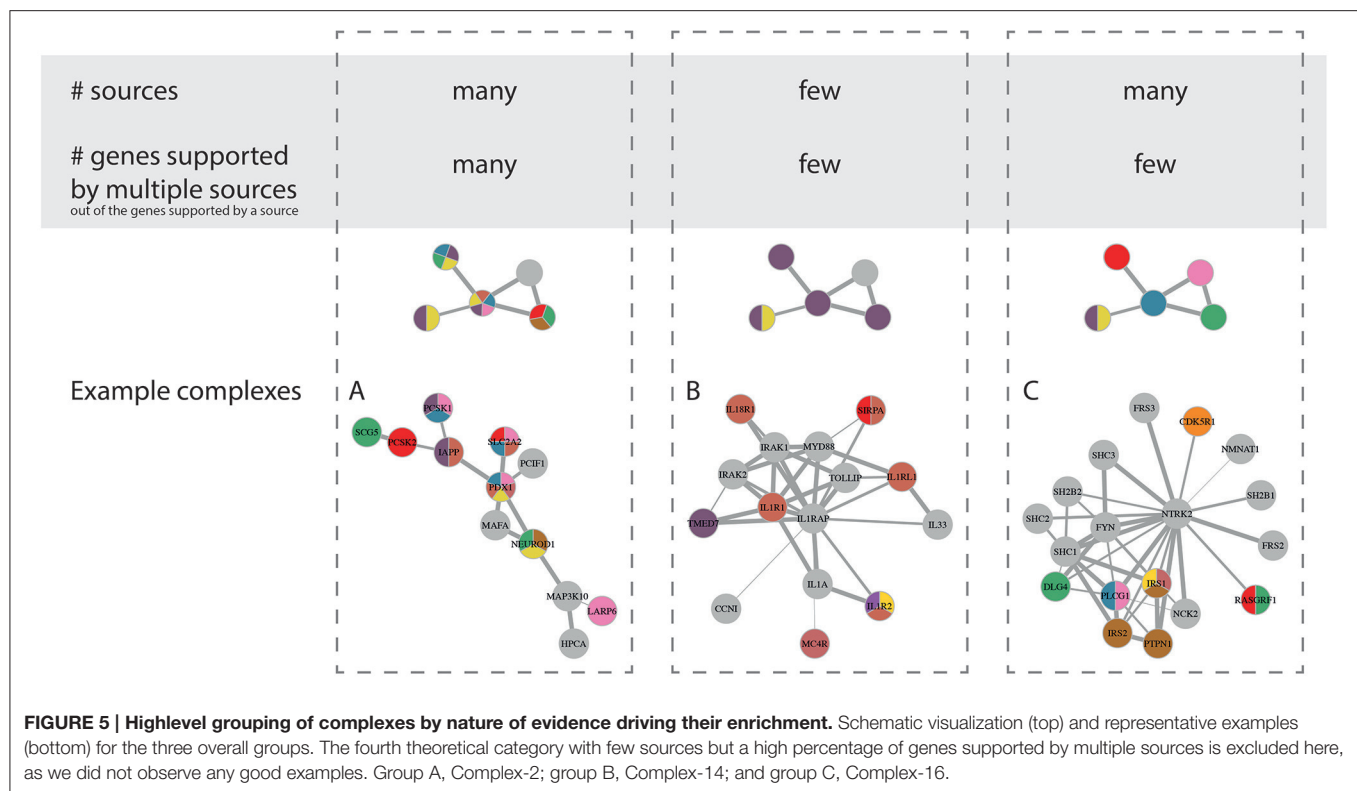 # sources many few many
# genes supported
by multiple sources many few few
out of the genes supported by a source
Example complexes A B C
PCSK1
SCG5
PCSK2
IAPP
SLC2A2
PCIF1
PDX1
MAFA
NEUROD1
MAP3K10
LARP6
HPCA
IL18R1
SIRPA
IRAK1
MYD88
IRAK2
TOLLIP
IL1RL1
IL1R1
TMED7
IL1RAP
IL33
IL1A
CCNI
IL1R2
MC4R
FRS3
CDK5R1
SHC3
NMNAT1
SH2B2
SH2B1
SHC2
FYN
NTRK2
SHC1
FRS2
DLG4
PLCG1
IRS1
NCK2
RASGRF1
IRS2
PTPN1
FIGURE 5 | Highlevel grouping of complexes by nature of evidence driving their enrichment. Schematic visualization (top) and representative examples
(bottom) for the three overall groups. The fourth theoretical category with few sources but a high percentage of genes supported by multiple sources is excluded here,
as we did not observe any good examples. Group A, Complex-2; group B, Complex-14; and group C, Complex-16.